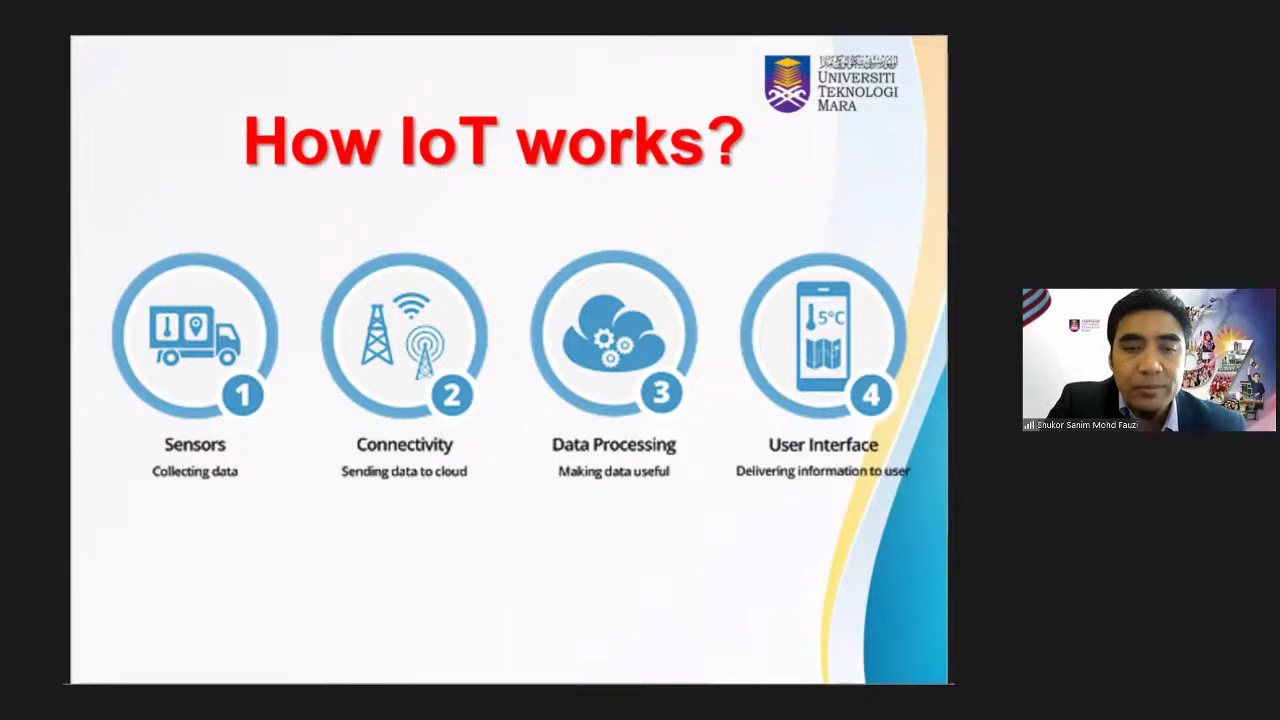 UNIVERSITI
TEKNOLOGI
MARA
How IoT works?
1
2
3
5°C
4
Sensors
Collecting data
Connectivity
Sending data to cloud
Data Processing
Making data useful
User Interface
Delivering information to user
Shukor Sanim Mohd Fauzi